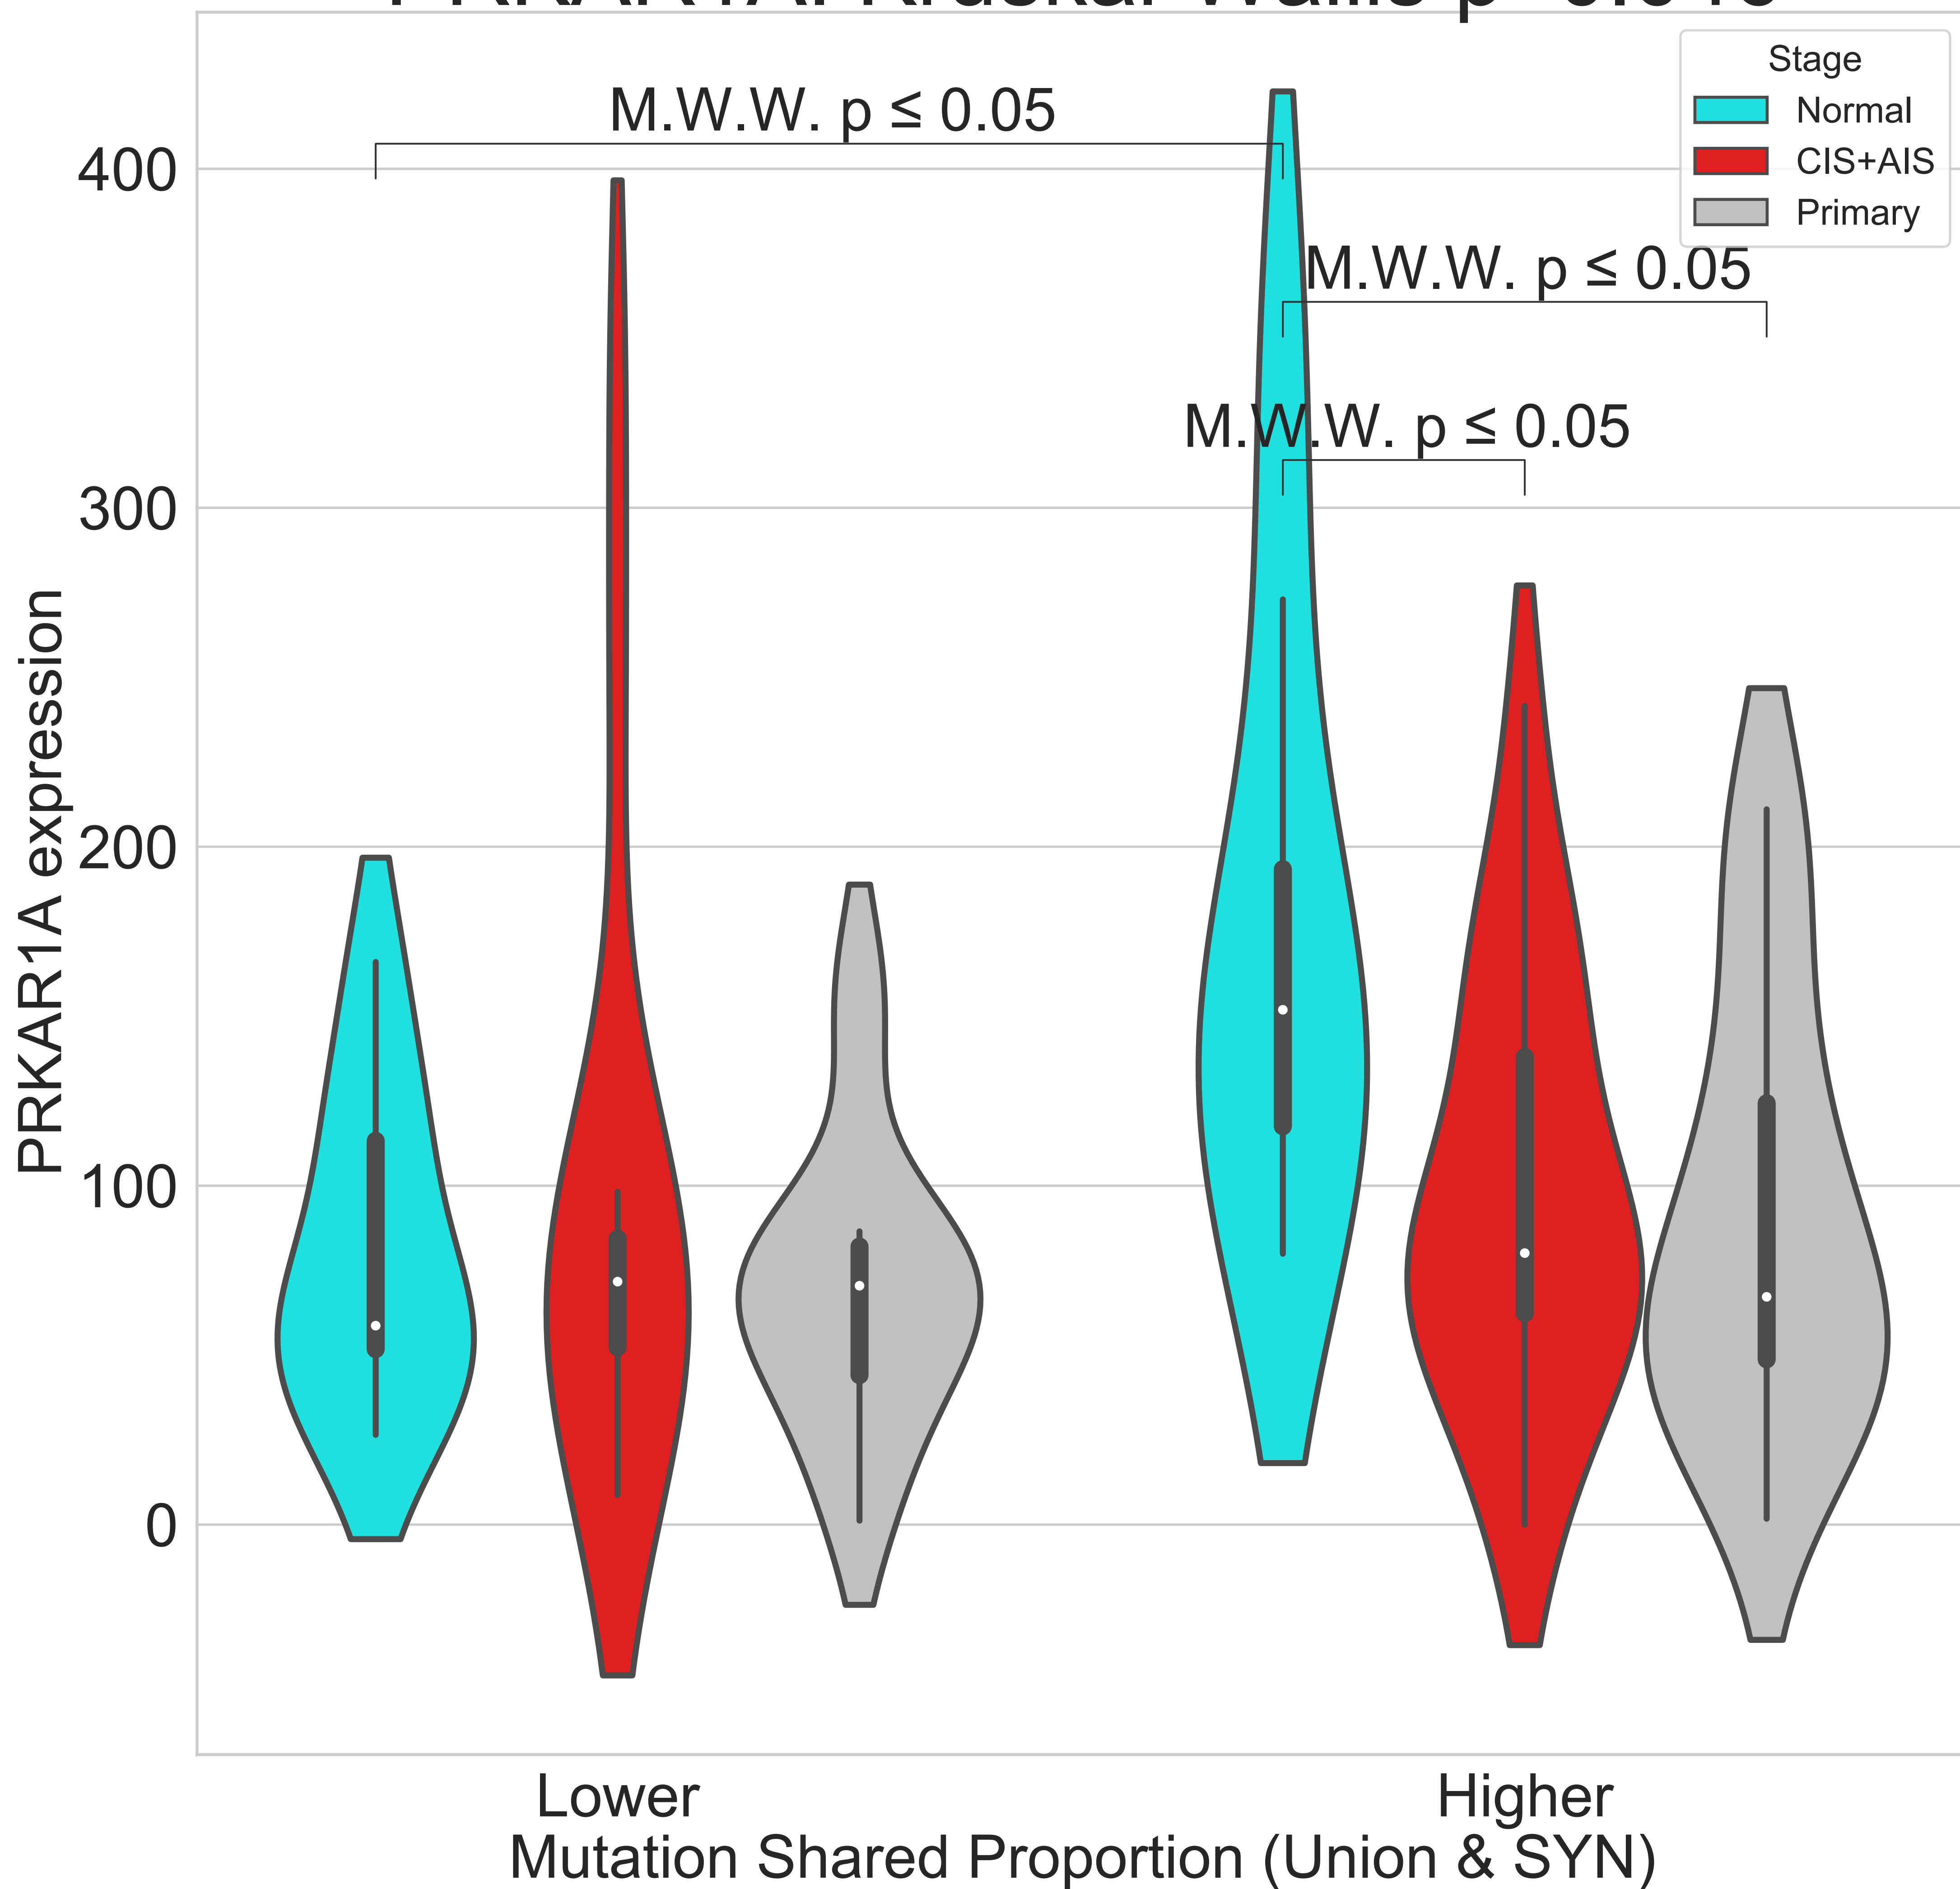 Stage
Normal
CIS+AIS
Primary
M.W.W. p ≤ 0.05
M.W.W. p ≤ 0.05
M.W.W. p ≤ 0.05
400
300
200
100
0
PRKAR1A expression
Lower
Higher
Mutation Shared Proportion (Union & SYN)